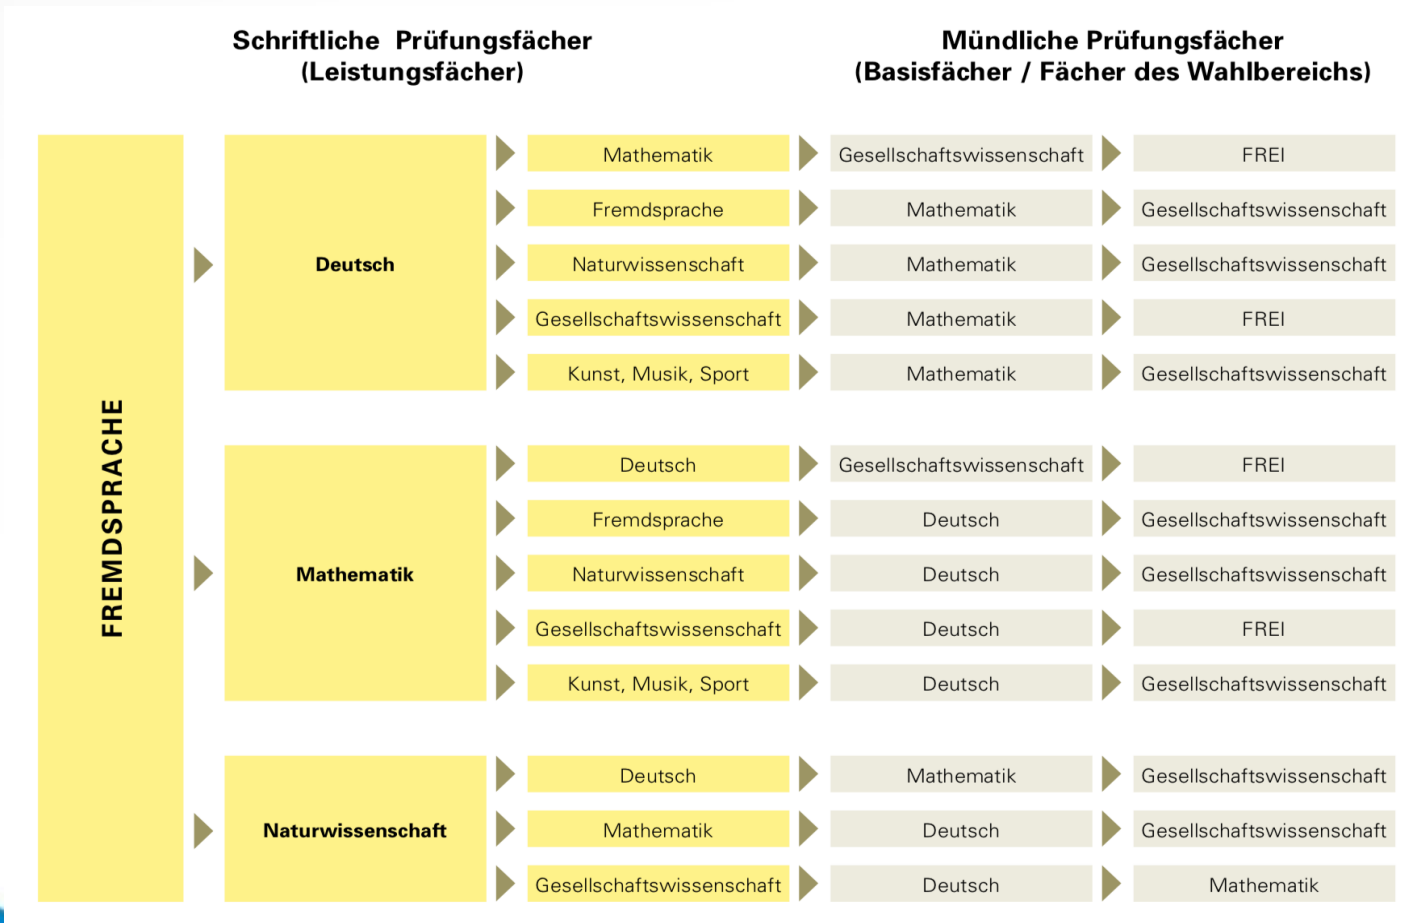 Schriftliche Prüfungsfächer
(Leistungsfächer)
Mündliche Prüfungsfächer
(Basisfächer / Fächer des Wahlbereichs)
FREMDSPRACHE
Deutsch
Mathematik
Gesellschaftswissenschaft
FREI
Fremdsprache
Mathematik
Gesellschaftswissenschaft
Naturwissenschaft
Mathematik
Gesellschaftswissenschaft
Gesellschaftswissenschaft
Mathematik
FREI
Kunst, Musik, Sport
Mathematik
Gesellschaftswissenschaft
Mathematik
Deutsch
Gesellschaftswissenschaft
FREI
Fremdsprache
Deutsch
Gesellschaftswissenschaft
Naturwissenschaft
Deutsch
Gesellschaftswissenschaft
Gesellschaftswissenschaft
Deutsch
FREI
Kunst, Musik, Sport
Deutsch
Gesellschaftswissenschaft
Naturwissenschaft
Deutsch
Mathematik
Gesellschaftswissenschaft
Mathematik
Deutsch
Gesellschaftswissenschaft
Gesellschaftswissenschaft
Deutsch
Mathematik